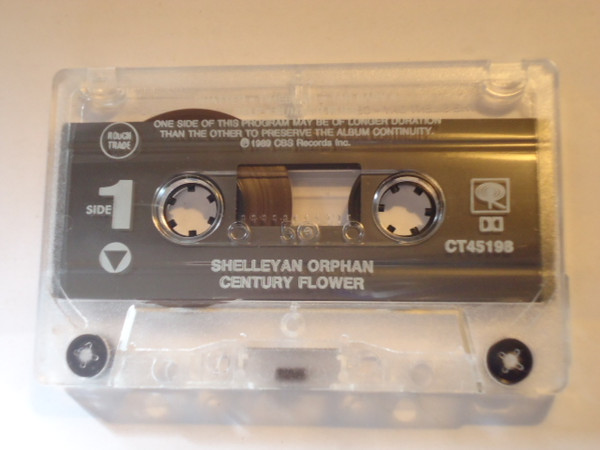 ONE SIDE OF THIS PROGRAM MAY BE OF LONGER DURATION
THAN THE OTHER TO PRESERVE THE ALBUM CONTINUITY.
℗ 1989 CBS Records Inc.
ROUGH
TRADE
SIDE 1
CT45198
SHELLEYAN ORPHAN
CENTURY FLOWER